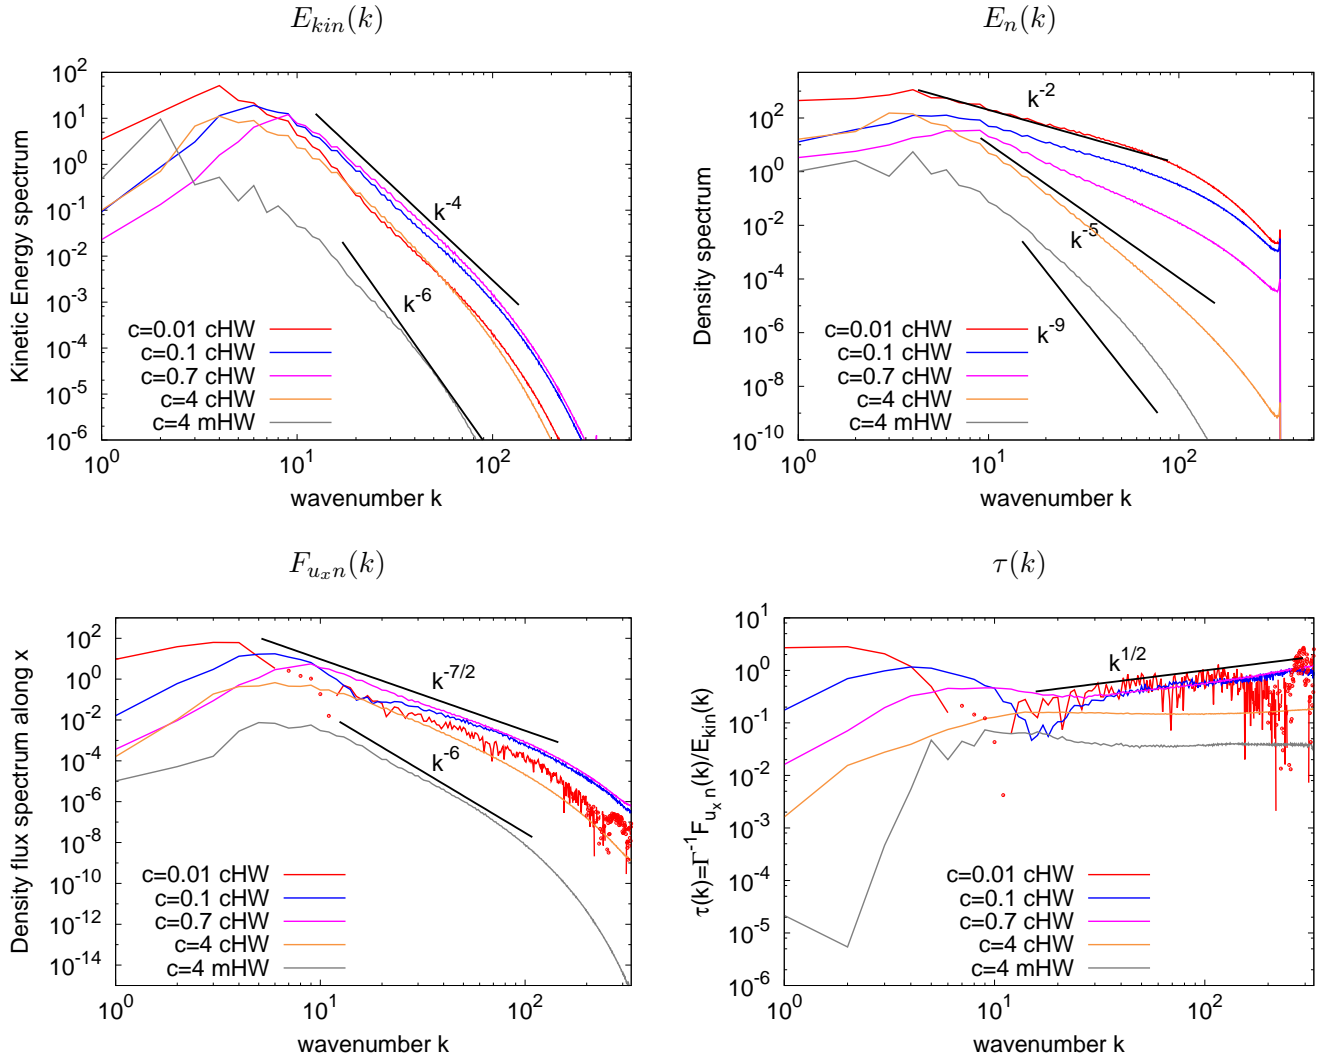 E_{kin}(k)
Kinetic Energy spectrum
10^2
10^1
10^0
10^{-1}
10^{-2}
10^{-3}
10^{-4}
10^{-5}
10^{-6}
k^{-4}
k^{-6}
c=0.01 cHW
c=0.1 cHW
c=0.7 cHW
c=4 cHW
c=4 mHW
10^0 10^1 10^2
wavenumber k
E_n(k)
Density spectrum
10^2
10^0
10^{-2}
10^{-4}
10^{-6}
10^{-8}
10^{-10}
k^{-2}
k^{-5}
k^{-9}
c=0.01 cHW
c=0.1 cHW
c=0.7 cHW
c=4 cHW
c=4 mHW
10^0 10^1 10^2
wavenumber k
F_{u_x n}(k)
Density flux spectrum along x
10^2
10^0
10^{-2}
10^{-4}
10^{-6}
10^{-8}
10^{-10}
10^{-12}
10^{-14}
k^{-7/2}
k^{-6}
c=0.01 cHW
c=0.1 cHW
c=0.7 cHW
c=4 cHW
c=4 mHW
10^0 10^1 10^2
wavenumber k
τ(k)
τ(k)=Γ^{-1}F_{u_x n}(k)/E_{kin}(k)
10^1
10^0
10^{-1}
10^{-2}
10^{-3}
10^{-4}
10^{-5}
10^{-6}
k^{1/2}
c=0.01 cHW
c=0.1 cHW
c=0.7 cHW
c=4 cHW
c=4 mHW
10^0 10^1 10^2
wavenumber k